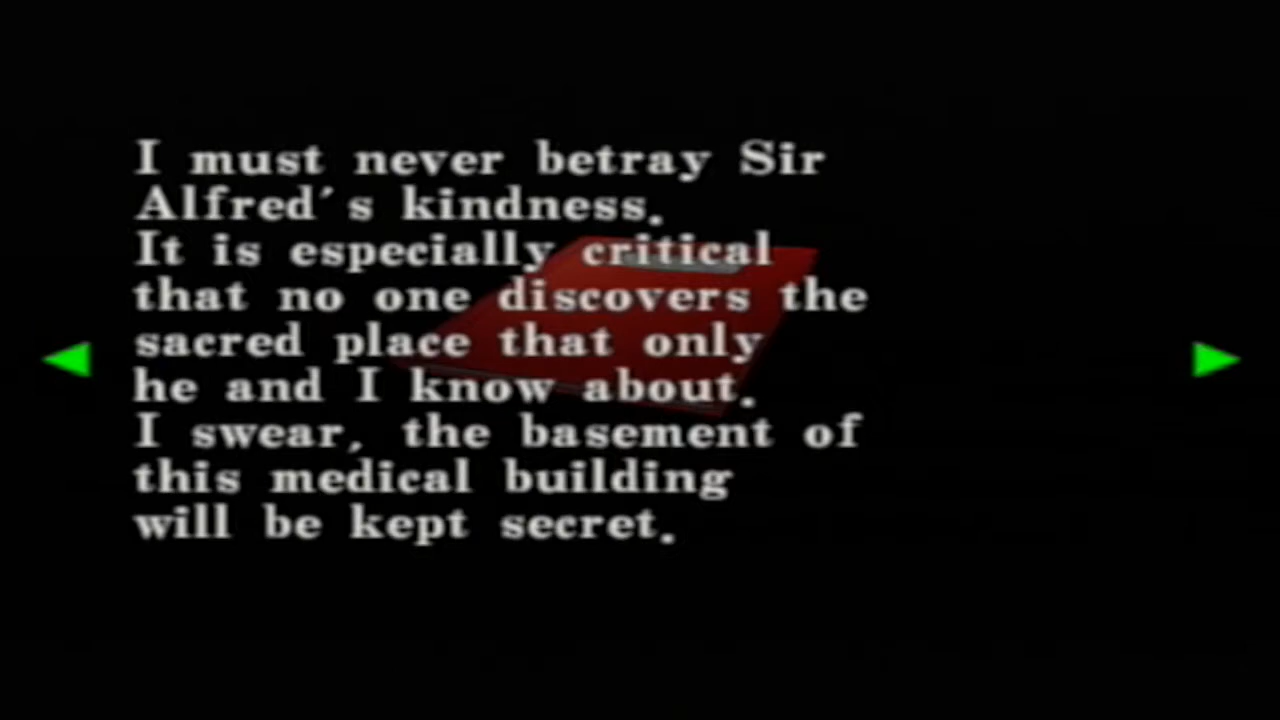 I must never betray Sir
Alfred's kindness.
It is especially critical
that no one discovers the
sacred place that only
he and I know about.
I swear, the basement of
this medical building
will be kept secret.